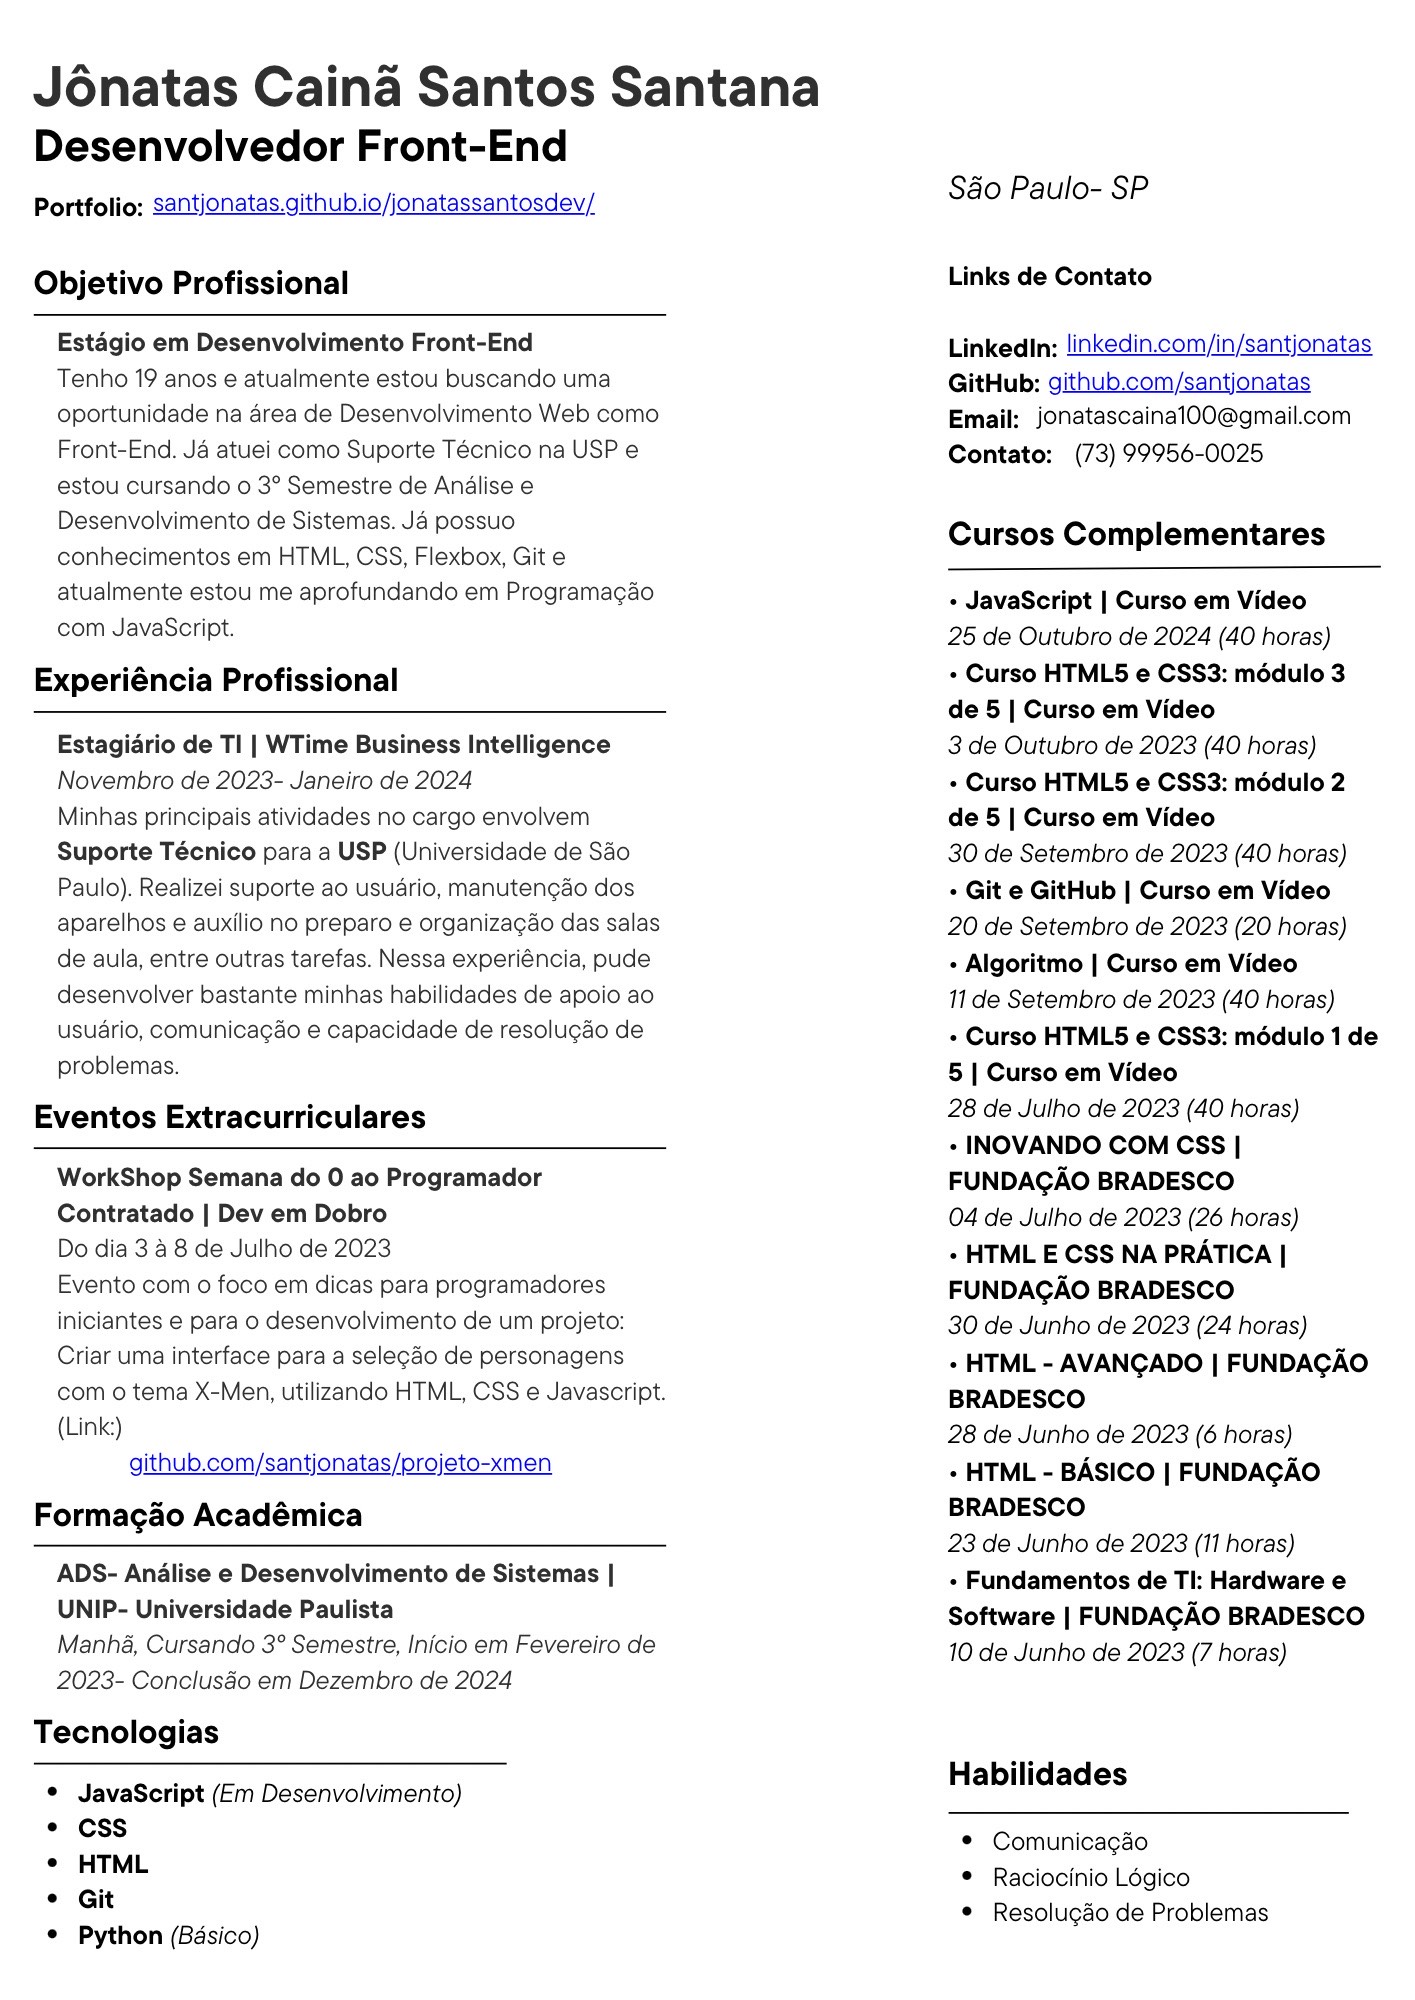 Jônatas Cainã Santos Santana
Desenvolvedor Front-End
Portfolio: santjonatas.github.io/jonatassantosdev/
Objetivo Profissional
Estágio em Desenvolvimento Front-End
Tenho 19 anos e atualmente estou buscando uma
oportunidade na área de Desenvolvimento Web como
Front-End. Já atuei como Suporte Técnico na USP e
estou cursando o 3º Semestre de Análise e
Desenvolvimento de Sistemas. Já possuo
conhecimentos em HTML, CSS, Flexbox, Git e
atualmente estou me aprofundando em Programação
com JavaScript.
Experiência Profissional
Estagiário de TI | WTime Business Intelligence
Novembro de 2023- Janeiro de 2024
Minhas principais atividades no cargo envolvem
Suporte Técnico para a USP (Universidade de São
Paulo). Realizei suporte ao usuário, manutenção dos
aparelhos e auxílio no preparo e organização das salas
de aula, entre outras tarefas. Nessa experiência, pude
desenvolver bastante minhas habilidades de apoio ao
usuário, comunicação e capacidade de resolução de
problemas.
Eventos Extracurriculares
WorkShop Semana do 0 ao Programador
Contratado | Dev em Dobro
Do dia 3 à 8 de Julho de 2023
Evento com o foco em dicas para programadores
iniciantes e para o desenvolvimento de um projeto:
Criar uma interface para a seleção de personagens
com o tema X-Men, utilizando HTML, CSS e Javascript.
(Link:)
github.com/santjonatas/projeto-xmen
Formação Acadêmica
ADS- Análise e Desenvolvimento de Sistemas |
UNIP- Universidade Paulista
Manhã, Cursando 3º Semestre, Início em Fevereiro de
2023- Conclusão em Dezembro de 2024
Tecnologias
• JavaScript (Em Desenvolvimento)
• CSS
• HTML
• Git
• Python (Básico)
São Paulo- SP
Links de Contato
LinkedIn: linkedin.com/in/santjonatas
GitHub: github.com/santjonatas
Email: jonatascaina100@gmail.com
Contato: (73) 99956-0025
Cursos Complementares
• JavaScript | Curso em Vídeo
25 de Outubro de 2024 (40 horas)
• Curso HTML5 e CSS3: módulo 3
de 5 | Curso em Vídeo
3 de Outubro de 2023 (40 horas)
• Curso HTML5 e CSS3: módulo 2
de 5 | Curso em Vídeo
30 de Setembro de 2023 (40 horas)
• Git e GitHub | Curso em Vídeo
20 de Setembro de 2023 (20 horas)
• Algoritmo | Curso em Vídeo
11 de Setembro de 2023 (40 horas)
• Curso HTML5 e CSS3: módulo 1 de
5 | Curso em Vídeo
28 de Julho de 2023 (40 horas)
• INOVANDO COM CSS |
FUNDAÇÃO BRADESCO
04 de Julho de 2023 (26 horas)
• HTML E CSS NA PRÁTICA |
FUNDAÇÃO BRADESCO
30 de Junho de 2023 (24 horas)
• HTML - AVANÇADO | FUNDAÇÃO
BRADESCO
28 de Junho de 2023 (6 horas)
• HTML - BÁSICO | FUNDAÇÃO
BRADESCO
23 de Junho de 2023 (11 horas)
• Fundamentos de TI: Hardware e
Software | FUNDAÇÃO BRADESCO
10 de Junho de 2023 (7 horas)
Habilidades
• Comunicação
• Raciocínio Lógico
• Resolução de Problemas